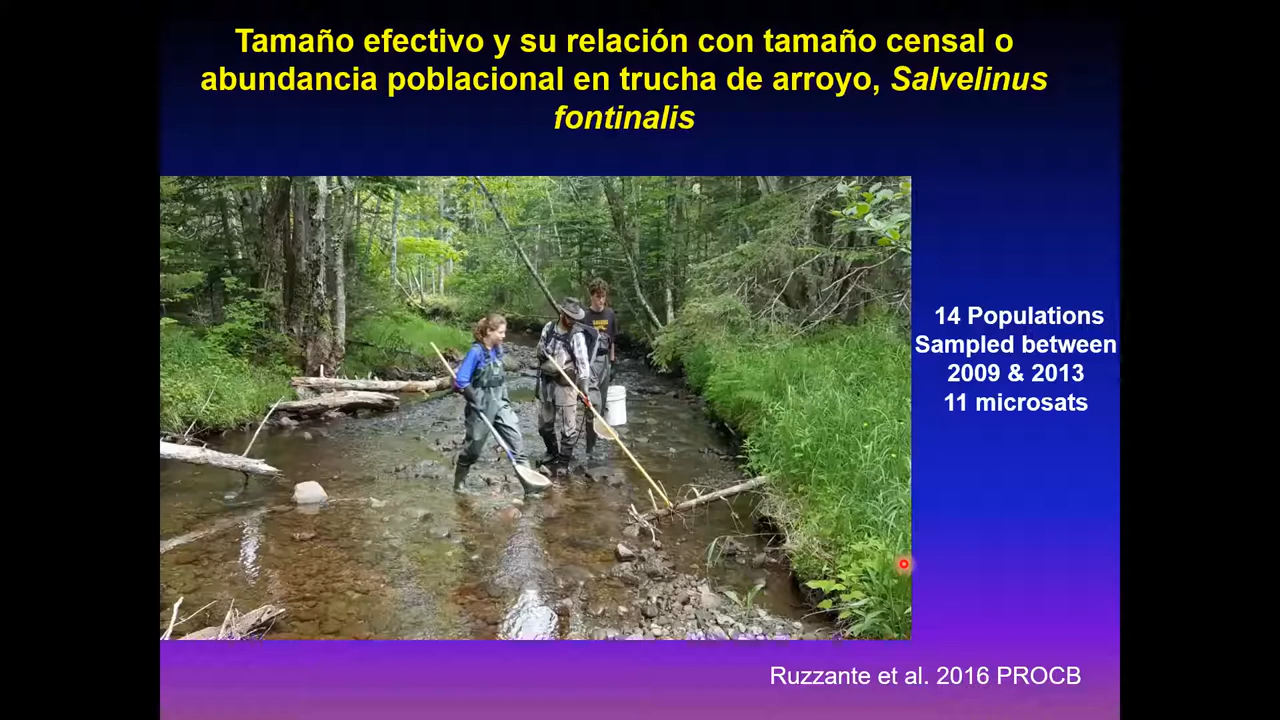 Tamaño efectivo y su relación con tamaño censal o
abundancia poblacional en trucha de arroyo, Salvelinus
fontinalis
14 Populations
Sampled between
2009 & 2013
11 microsats
Ruzzante et al. 2016 PROCB